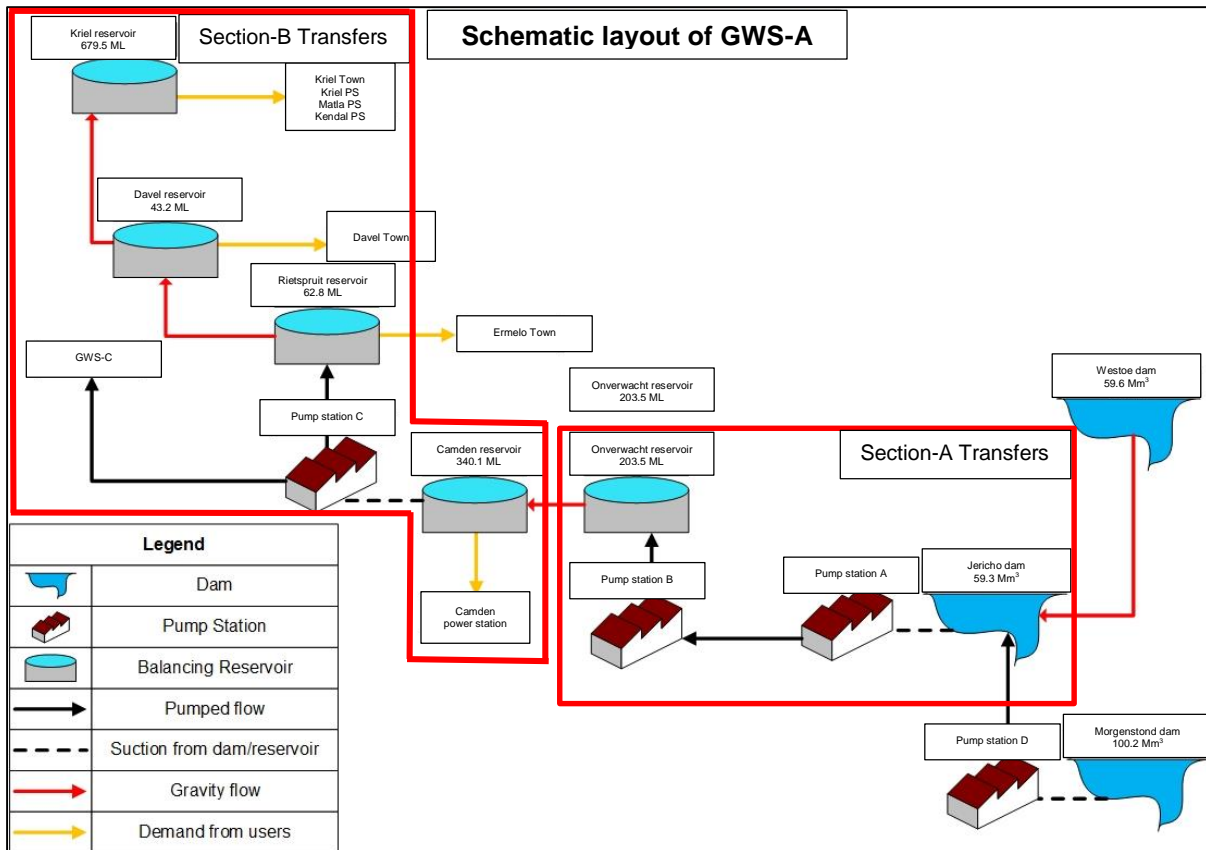 Schematic layout of GWS-A
Section-B Transfers
Kriel reservoir
679.5 ML
Kriel Town
Kriel PS
Matla PS
Kendal PS
Davel reservoir
43.2 ML
Davel Town
Rietspruit reservoir
62.8 ML
Ermelo Town
GWS-C
Pump station C
Camden reservoir
340.1 ML
Camden
power station
Onverwacht reservoir
203.5 ML
Onverwacht reservoir
203.5 ML
Section-A Transfers
Pump station B
Pump station A
Jericho dam
59.3 Mm³
Westoe dam
59.6 Mm³
Pump station D
Morgenstond dam
100.2 Mm³
Legend
Dam
Pump Station
Balancing Reservoir
Pumped flow
Suction from dam/reservoir
Gravity flow
Demand from users